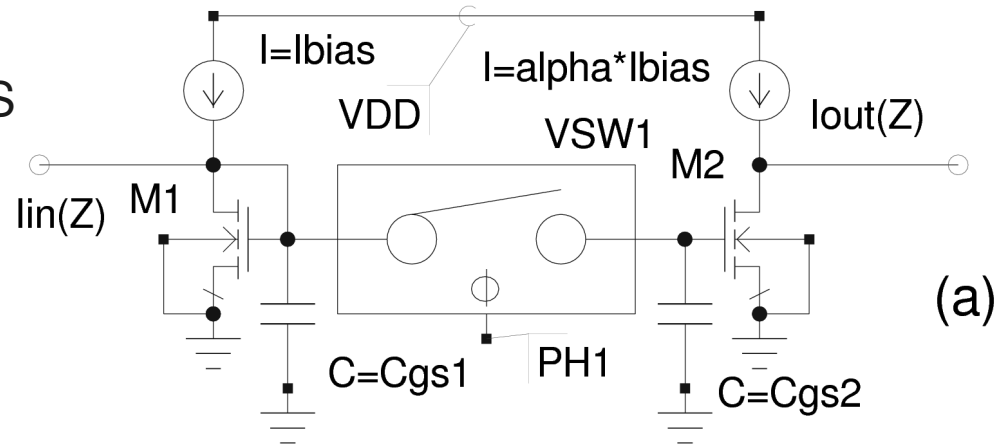 I=Ibias
I=alpha*Ibias
S
VDD
VSW1
Iout(Z)
M2
M1
Iin(Z)
(a)
PH1
C=Cgs1
C=Cgs2